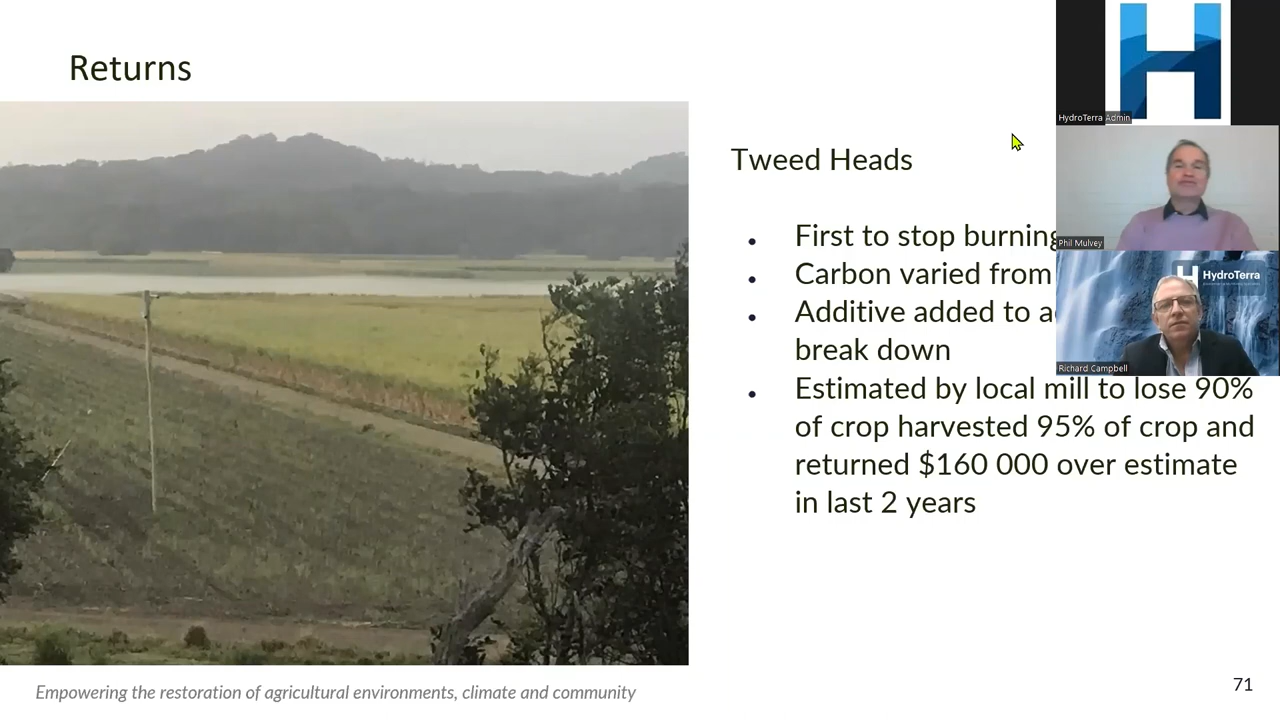 Returns
Tweed Heads
• First to stop burning
• Carbon varied from
• Additive added to
break down
• Estimated by local mill to lose 90%
of crop harvested 95% of crop and
returned $160 000 over estimate
in last 2 years
Empowering the restoration of agricultural environments, climate and community
71
H
HydroTerra Admin
Phil Mulvey
HydroTerra
Richard Campbell